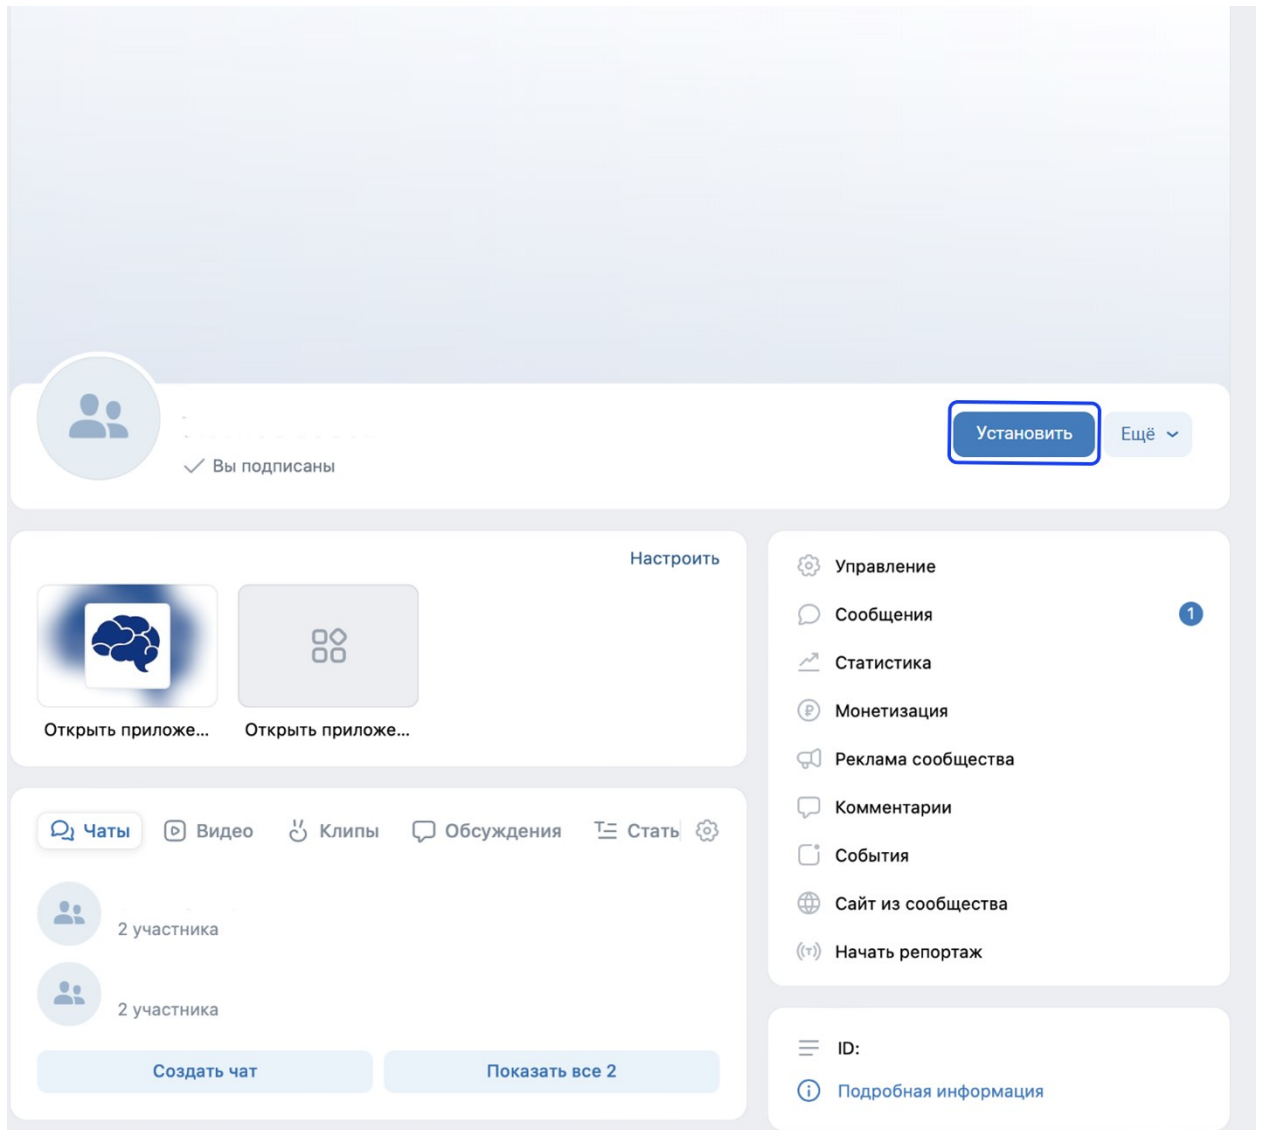 Установить
Ещё
Вы подписаны
Настроить
Открыть приложе...
Открыть приложе...
Чаты
Видео
Клипы
Обсуждения
Стать
2 участника
2 участника
Создать чат
Показать все 2
Управление
Сообщения
1
Статистика
Монетизация
Реклама сообщества
Комментарии
События
Сайт из сообщества
Начать репортаж
ID:
Подробная информация